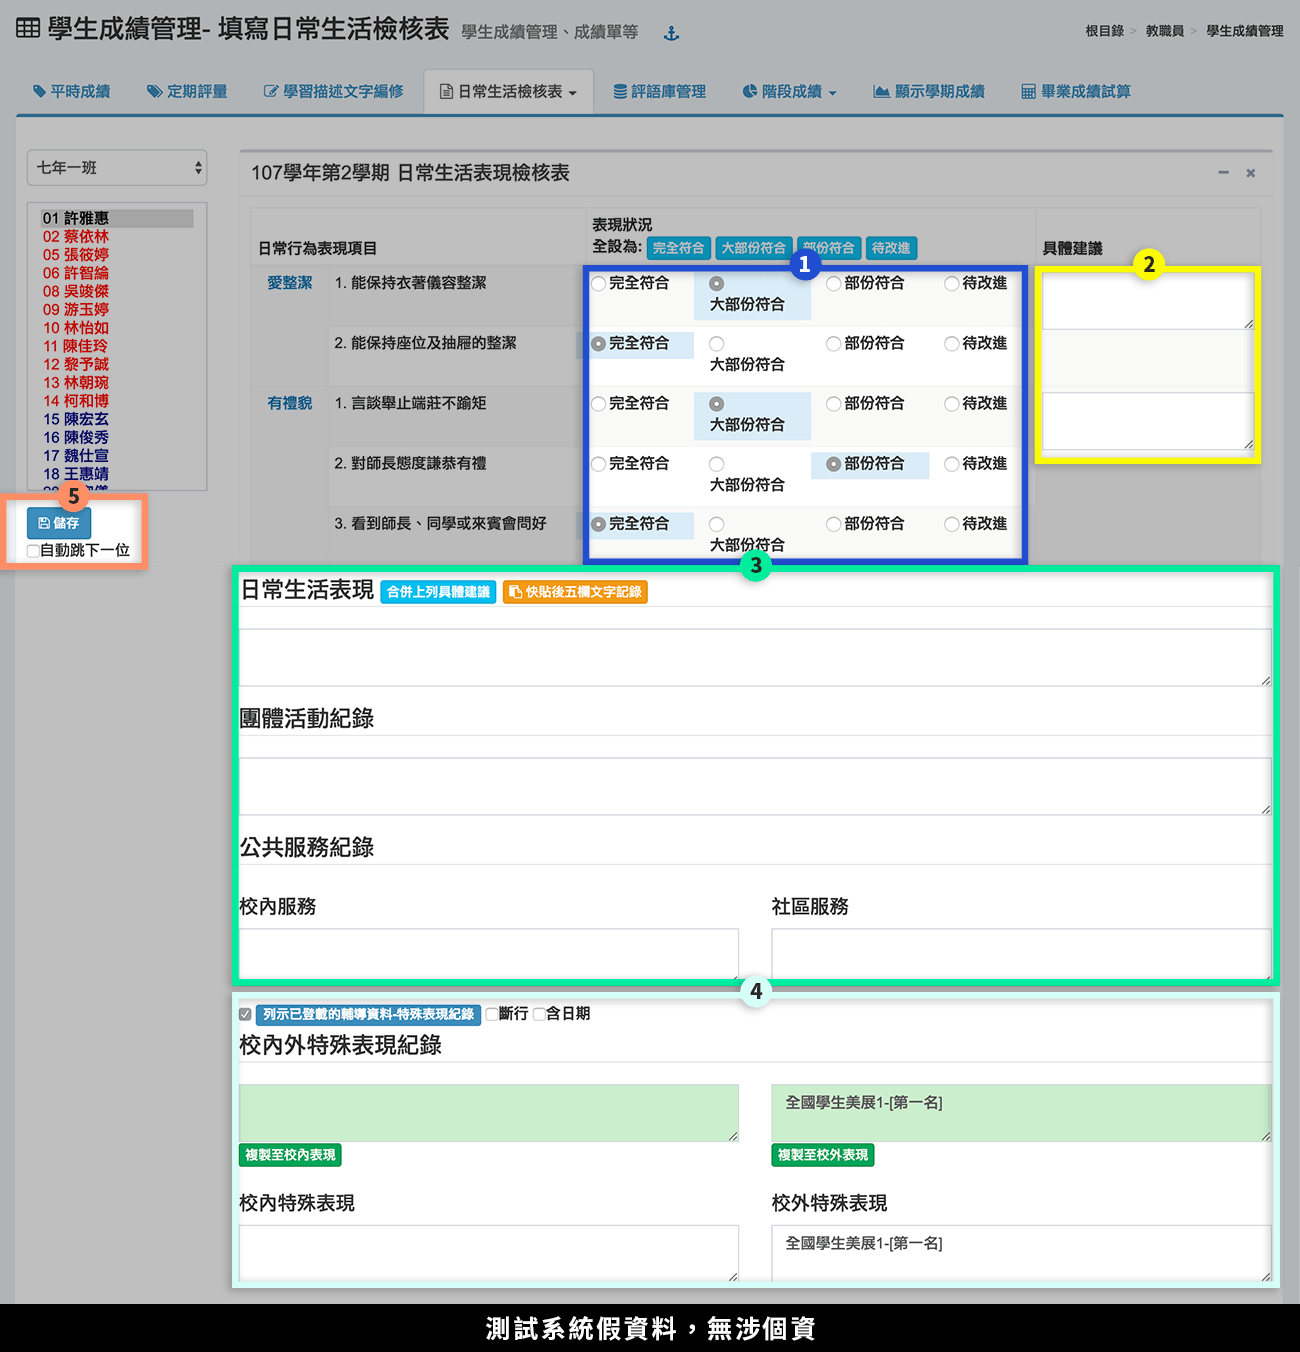 學生成績管理- 填寫日常生活檢核表 學生成績管理、成績單等
根目錄 > 教職員 > 學生成績管理
平時成績 定期評量 學習描述文字編修 日常生活檢核表 評語庫管理 階段成績 顯示學期成績 畢業成績試算
七年一班
01 許雅惠
02 蔡依林
05 張筱婷
06 許智綸
08 吳竣傑
09 游玉婷
10 林怡如
11 陳佳玲
12 黎予誠
13 林朝琬
14 柯和博
15 陳宏玄
16 陳俊秀
17 魏仕宣
18 王惠靖
5
儲存
自動跳下一位
107學年第2學期 日常生活表現檢核表
日常行為表現項目
表現狀況
全設為: 完全符合 大部份符合 部份符合 待改進
具體建議
1
2
愛整潔 1. 能保持衣著儀容整潔 完全符合 大部份符合 部份符合 待改進
2. 能保持座位及抽屜的整潔 完全符合 大部份符合 部份符合 待改進
有禮貌 1. 言談舉止端莊不踰矩 完全符合 大部份符合 部份符合 待改進
2. 對師長態度謙恭有禮 完全符合 大部份符合 部份符合 待改進
3. 看到師長、同學或來賓會問好 完全符合 大部份符合 部份符合 待改進
3
日常生活表現 合併上列具體建議 快貼後五欄文字記錄
團體活動紀錄
公共服務紀錄
校內服務 社區服務
4
列示已登載的輔導資料-特殊表現紀錄 斷行 含日期
校內外特殊表現紀錄
全國學生美展1-[第一名]
複製至校內表現 複製至校外表現
校內特殊表現 校外特殊表現
全國學生美展1-[第一名]
測試系統假資料，無涉個資